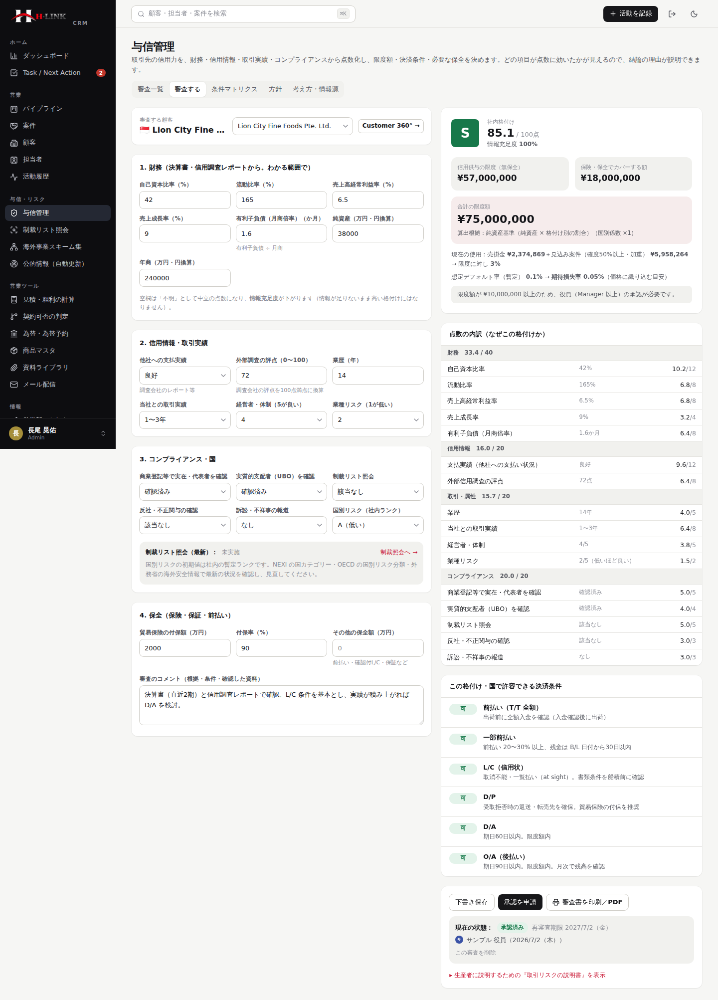 H-LINK CRM
ホーム
ダッシュボード
Task / Next Action 2
営業
パイプライン
案件
顧客
担当者
活動履歴
与信・リスク
与信管理
制裁リスト照会
海外事業スキーム集
公的情報（自動更新）
営業ツール
見積・粗利の計算
契約可否の判定
為替・為替予約
商品マスタ
資料ライブラリ
メール配信
情報
長 長尾 晃佑
Admin
顧客・担当者・案件を検索 ⌘K
活動を記録
与信管理
取引先の信用力を、財務・信用情報・取引実績・コンプライアンスから点数化し、限度額・決済条件・必要な保全を決めます。どの項目が点数に効いたかが見えるので、結論の理由が説明できま
す。
審査一覧 審査する 条件マトリクス 方針 考え方・情報源
審査する顧客
🇸🇬 Lion City Fine … Lion City Fine Foods Pte. Ltd. Customer 360° →
1. 財務（決算書・信用調査レポートから。わかる範囲で）
自己資本比率（%） 流動比率（%） 売上高経常利益率（%）
42 165 6.5
売上成長率（%） 有利子負債（月商倍率）（か月） 純資産（万円・円換算）
9 1.6 38000
有利子負債 ÷ 月商
年商（万円・円換算）
240000
空欄は「不明」として中立の点数になり、情報充足度が下がります（情報が足りないまま高い格付けにはな
りません）。
2. 信用情報・取引実績
他社への支払実績 外部調査の評点（0〜100） 業歴（年）
良好 72 14
調査会社のレポート等 調査会社の評点を100点満点に換算
当社との取引実績 経営者・体制（5が良い） 業種リスク（1が低い）
1〜3年 4 2
3. コンプライアンス・国
商業登記等で実在・代表者を確認 実質的支配者（UBO）を確認 制裁リスト照会
確認済み 確認済み 該当なし
反社・不正関与の確認 訴訟・不祥事の報道 国別リスク（社内ランク）
該当なし なし A（低い）
制裁リスト照会（最新）： 未実施 制裁照会へ →
国別リスクの初期値は社内の暫定ランクです。NEXI の国カテゴリー・OECD の国別リスク分類・外
務省の海外安全情報で最新の状況を確認し、見直してください。
4. 保全（保険・保証・前払い）
貿易保険の付保額（万円） 付保率（%） その他の保全額（万円）
2000 90 0
前払い・確認付L/C・保証など
審査のコメント（根拠・条件・確認した資料）
決算書（直近2期）と信用調査レポートで確認。L/C 条件を基本とし、実績が積み上がれば
D/A を検討。
S
社内格付け
85.1 / 100点
情報充足度 100%
信用供与の限度（無保全） 保険・保全でカバーする額
¥57,000,000 ¥18,000,000
合計の限度額
¥75,000,000
算出根拠：純資産基準（純資産 × 格付け別の割合）（国別係数 ×1）
現在の使用：売掛金 ¥2,374,869＋見込み案件（確度50%以上・加重） ¥5,958,264
→ 限度に対し 3%
想定デフォルト率（暫定） 0.1% → 期待損失率 0.05%（価格に織り込む目安）
限度額が ¥10,000,000 以上のため、役員（Manager 以上）の承認が必要です。
点数の内訳（なぜこの格付けか）
財務 33.4 / 40
自己資本比率 42% 10.2/12
流動比率 165% 6.8/8
売上高経常利益率 6.5% 6.8/8
売上成長率 9% 3.2/4
有利子負債（月商倍率） 1.6か月 6.4/8
信用情報 16.0 / 20
支払実績（他社への支払い状況） 良好 9.6/12
外部信用調査の評点 72点 6.4/8
取引・属性 15.7 / 20
業歴 14年 4.0/5
当社との取引実績 1〜3年 6.4/8
経営者・体制 4/5 3.8/5
業種リスク 2/5（低いほど良い） 1.5/2
コンプライアンス 20.0 / 20
商業登記等で実在・代表者を確認 確認済み 5.0/5
実質的支配者（UBO）を確認 確認済み 4.0/4
制裁リスト照会 該当なし 5.0/5
反社・不正関与の確認 該当なし 3.0/3
訴訟・不祥事の報道 なし 3.0/3
この格付け・国で許容できる決済条件
可 前払い（T/T 全額）
出荷前に全額入金を確認（入金確認後に出荷）
可 一部前払い
前払い 20〜30% 以上、残金は B/L 日付から30日以内
可 L/C（信用状）
取消不能・一覧払い（at sight）。書類条件を船積前に確認
可 D/P
受取拒否時の返送・転売先を確保。貿易保険の付保を推奨
可 D/A
期日60日以内。限度額内
可 O/A（後払い）
期日90日以内。限度額内。月次で残高を確認
下書き保存 承認を申請 審査書を印刷／PDF
現在の状態： 承認済み 再審査期限 2027/7/2（金）
サ サンプル 役員（2026/7/2（木））
この審査を削除
▸ 生産者に説明するための『取引リスクの説明書』を表示